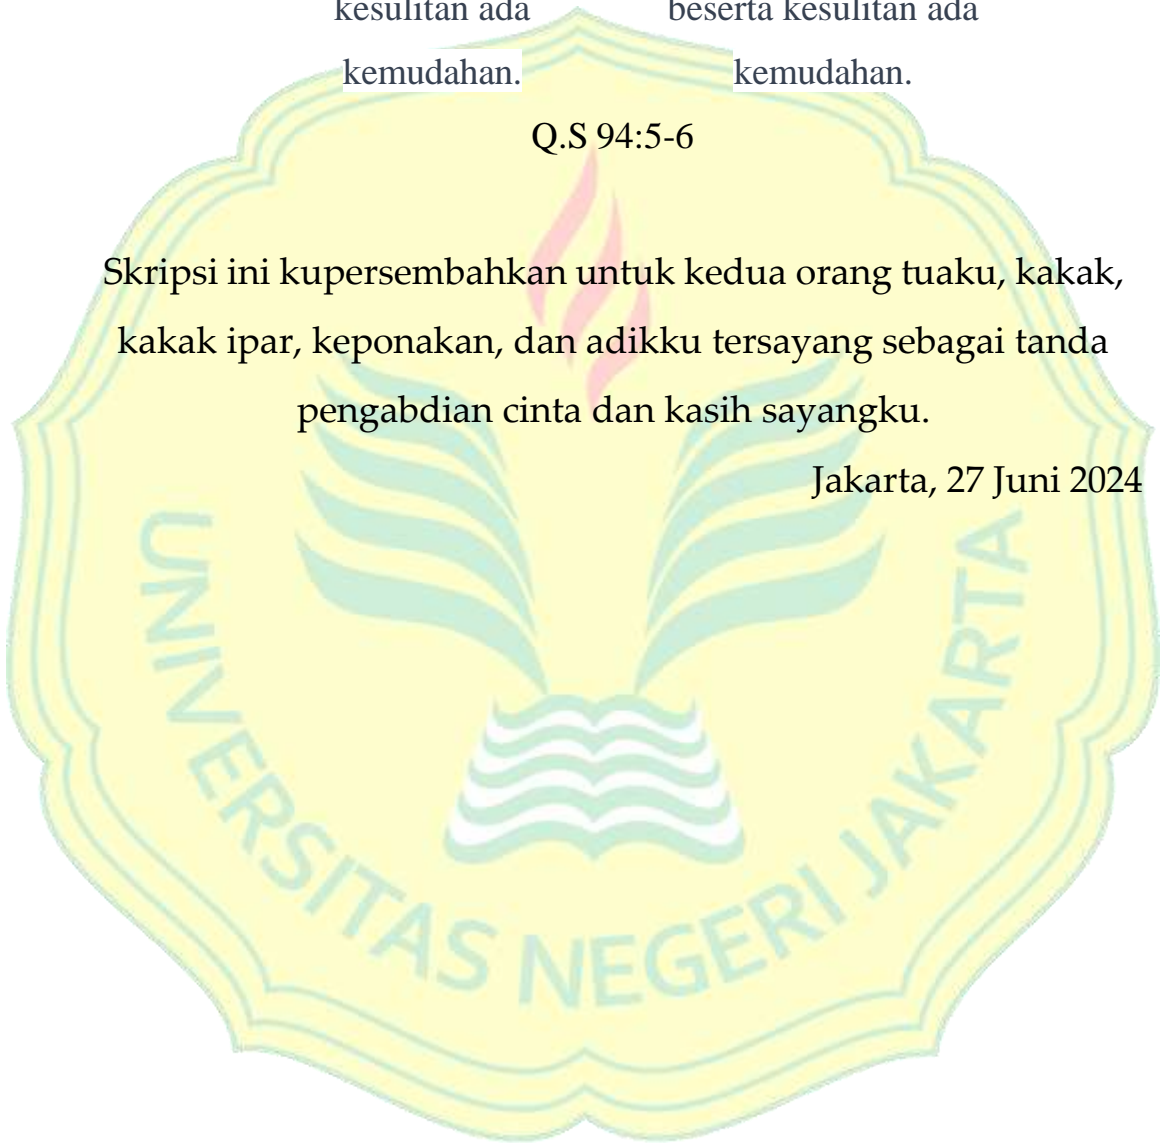 kesulitan ada beserta kesulitan ada
kemudahan. kemudahan.
Q.S 94:5-6
Skripsi ini kupersembahkan untuk kedua orang tuaku, kakak,
kakak ipar, keponakan, dan adikku tersayang sebagai tanda
pengabdian cinta dan kasih sayangku.
Jakarta, 27 Juni 2024
UNIVERSITAS NEGERI JAKARTA